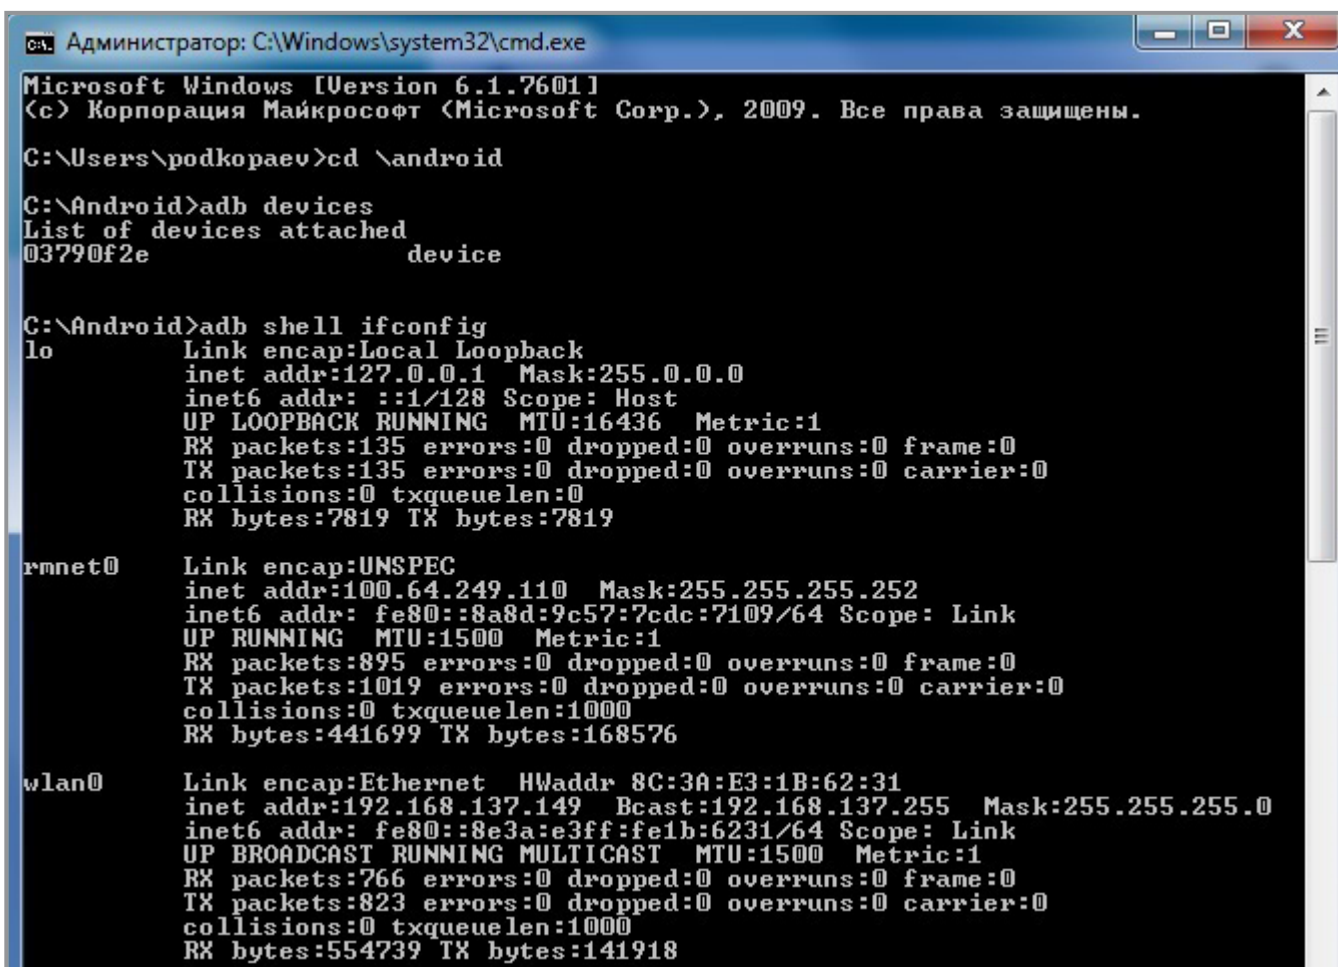 Администратор: C:\Windows\system32\cmd.exe
Microsoft Windows [Version 6.1.7601]
(c) Корпорация Майкрософт (Microsoft Corp.), 2009. Все права защищены.
C:\Users\podkopaev>cd \android
C:\Android>adb devices
List of devices attached
03790f2e                device
C:\Android>adb shell ifconfig
lo        Link encap:Local Loopback
          inet addr:127.0.0.1  Mask:255.0.0.0
          inet6 addr: ::1/128 Scope: Host
          UP LOOPBACK RUNNING  MTU:16436  Metric:1
          RX packets:135 errors:0 dropped:0 overruns:0 frame:0
          TX packets:135 errors:0 dropped:0 overruns:0 carrier:0
          collisions:0 txqueuelen:0
          RX bytes:7819 TX bytes:7819
rmnet0    Link encap:UNSPEC
          inet addr:100.64.249.110  Mask:255.255.255.252
          inet6 addr: fe80::8a8d:9c57:7cdc:7109/64 Scope: Link
          UP RUNNING  MTU:1500  Metric:1
          RX packets:895 errors:0 dropped:0 overruns:0 frame:0
          TX packets:1019 errors:0 dropped:0 overruns:0 carrier:0
          collisions:0 txqueuelen:1000
          RX bytes:441699 TX bytes:168576
wlan0     Link encap:Ethernet  HWaddr 8C:3A:E3:1B:62:31
          inet addr:192.168.137.149  Bcast:192.168.137.255  Mask:255.255.255.0
          inet6 addr: fe80::8e3a:e3ff:fe1b:6231/64 Scope: Link
          UP BROADCAST RUNNING MULTICAST  MTU:1500  Metric:1
          RX packets:766 errors:0 dropped:0 overruns:0 frame:0
          TX packets:823 errors:0 dropped:0 overruns:0 carrier:0
          collisions:0 txqueuelen:1000
          RX bytes:554739 TX bytes:141918